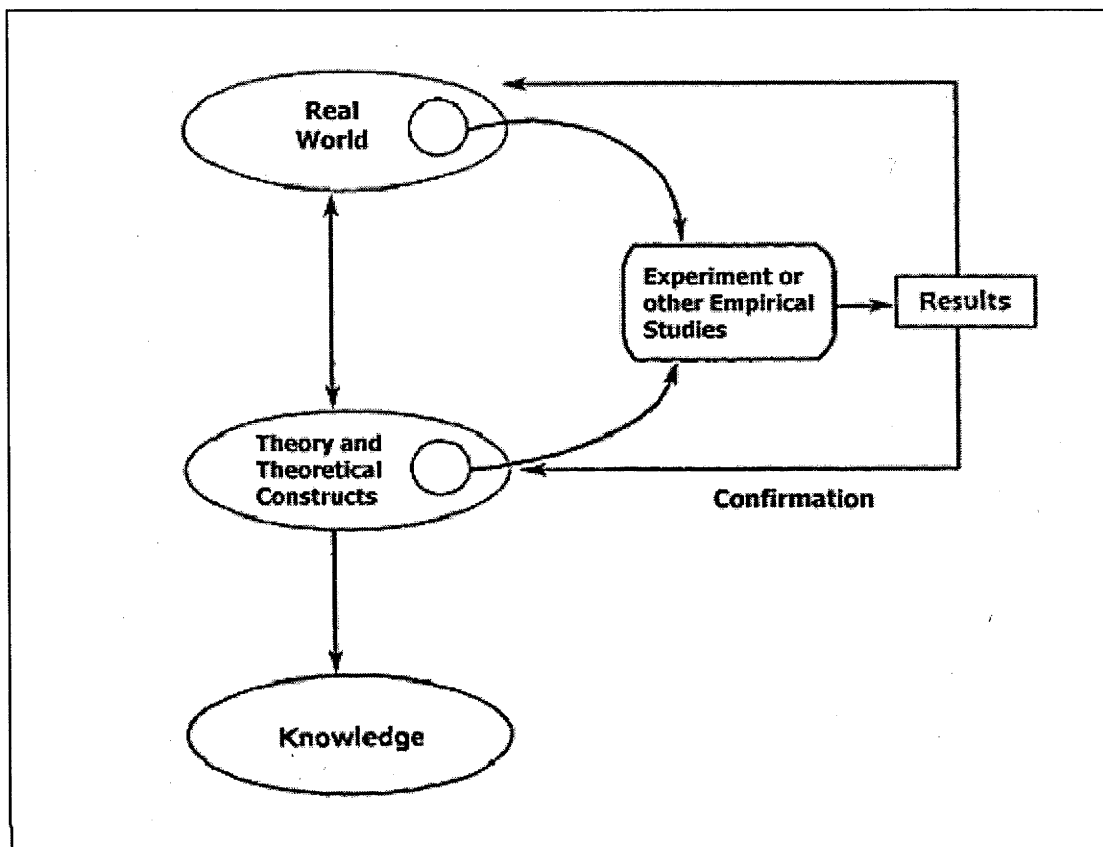 Real
World
Experiment or
other Empirical
Studies
Results
Theory and
Theoretical
Constructs
Confirmation
Knowledge